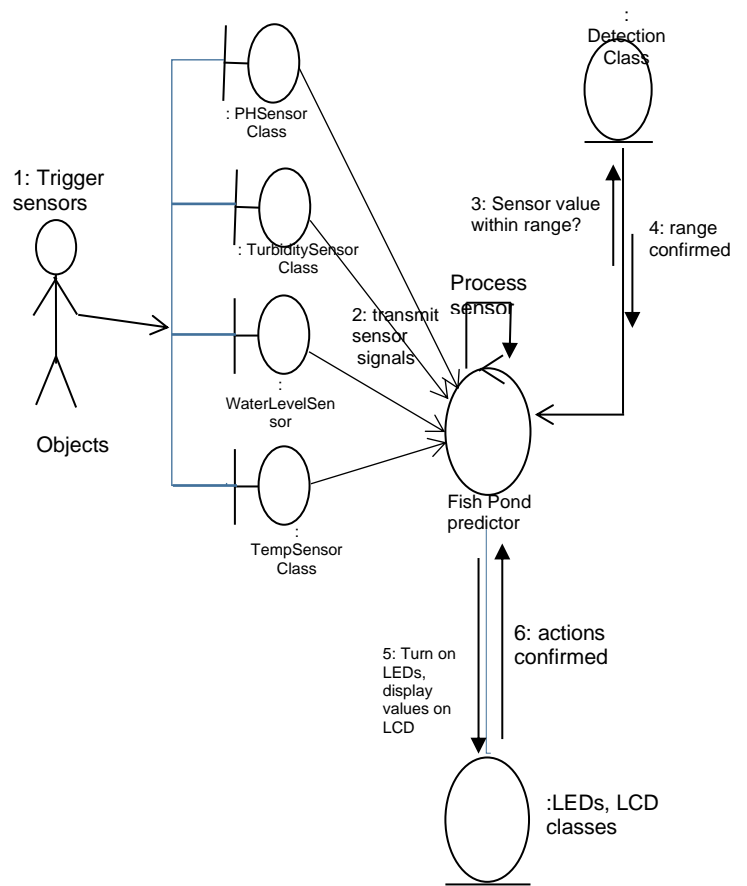 :
Detection
Class
: PHSensor
Class
1: Trigger
sensors
3: Sensor value
within range?
4: range
confirmed
: TurbiditySensor
Class
Process
sensor
2: transmit
sensor
signals
:
WaterLevelSen
sor
Objects
Fish Pond
predictor
:
TempSensor
Class
6: actions
confirmed
5: Turn on
LEDs,
display
values on
LCD
:LEDs, LCD
classes